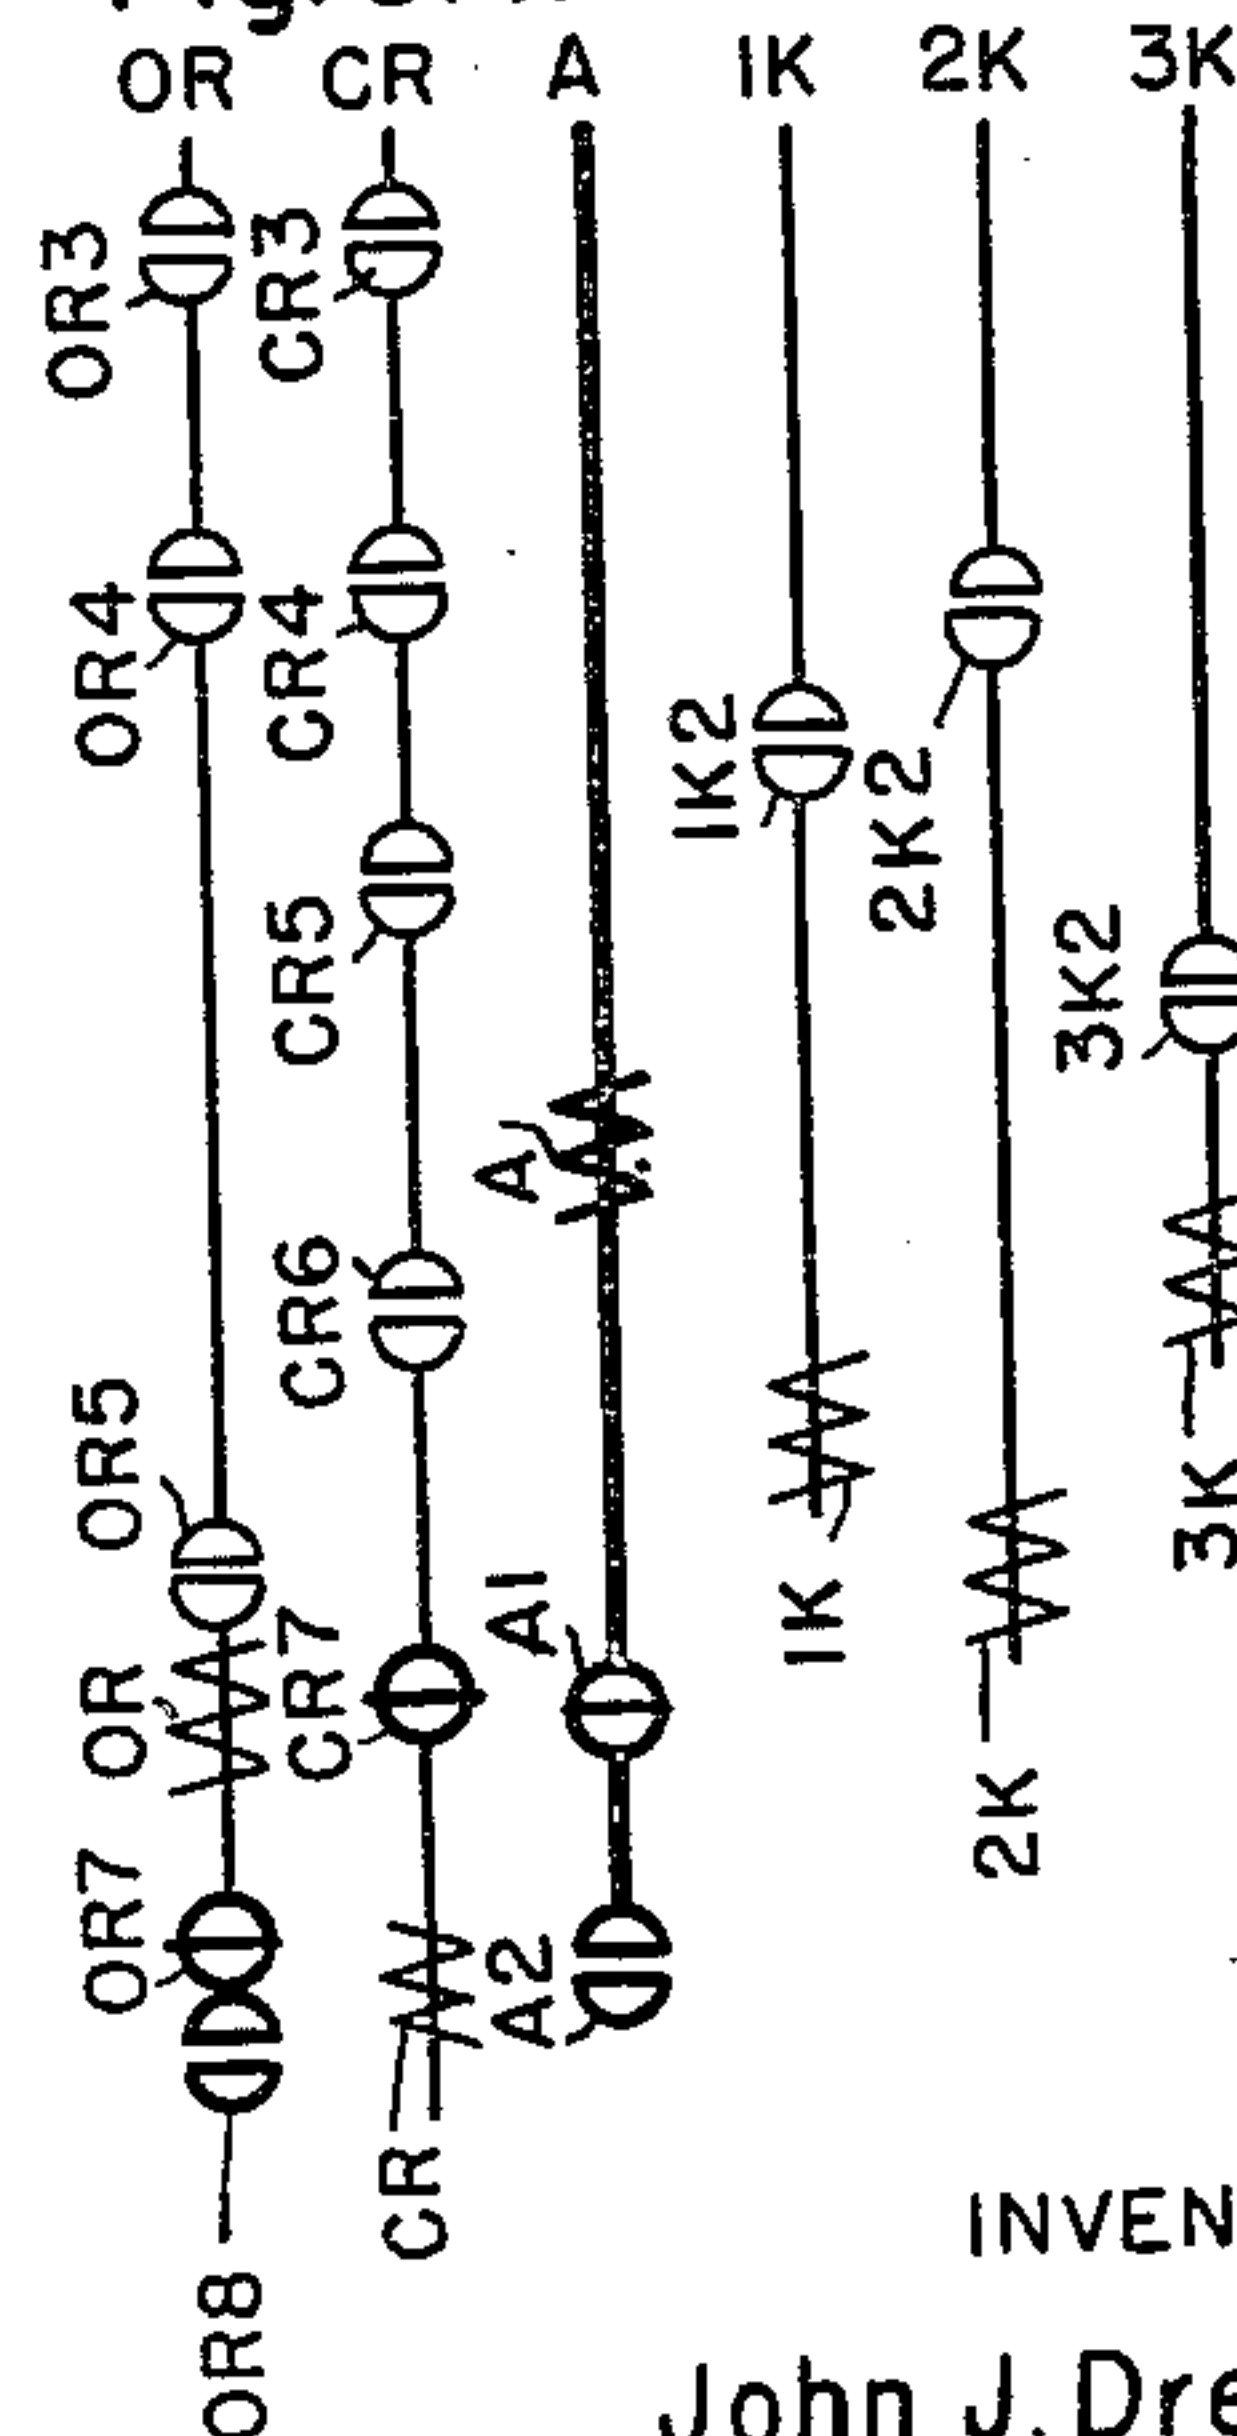 OR CR A 1K 2K 3K
OR3
CR3
OR4
CR4
1K2
2K2
CR5
3K2
A
CR6
OR5
A1
1K
3K
OR
CR7
2K
OR7
A2
CR
OR8
INVEN
John J. Dre